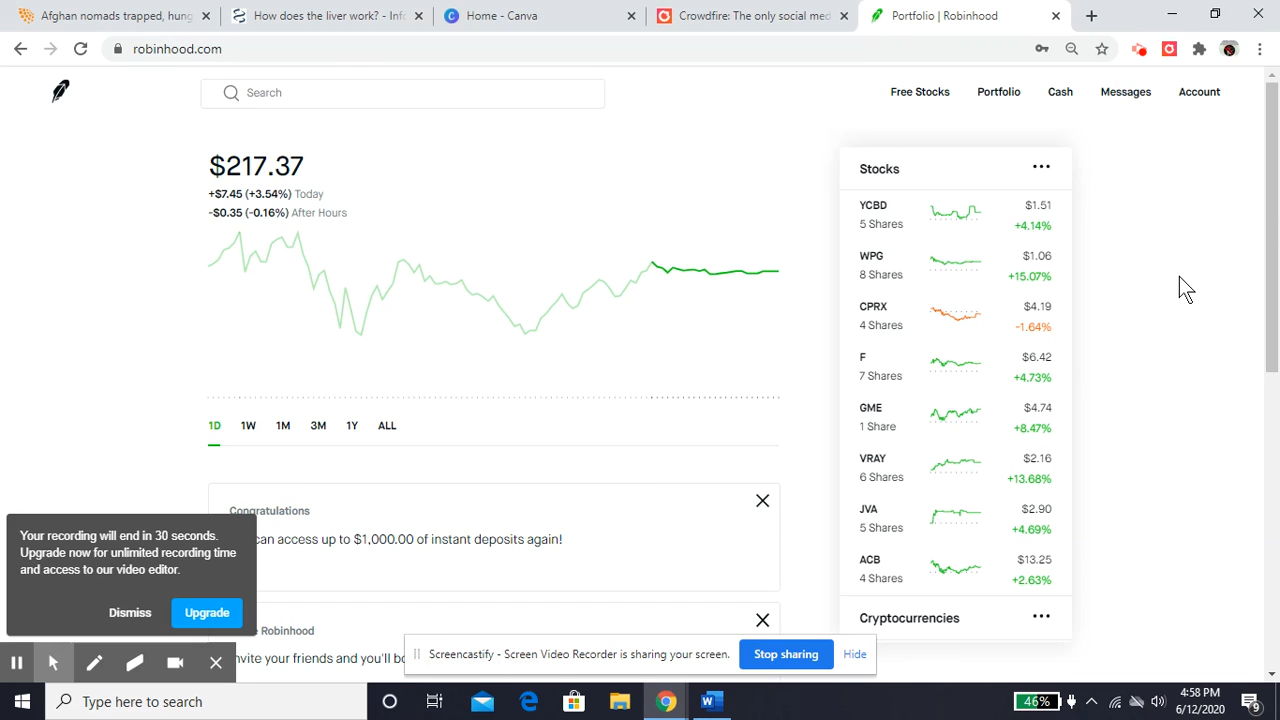 Afghan nomads trapped, hung
How does the liver work? - Info
Home - Canva
Crowdfire: The only social med
Portfolio | Robinhood
robinhood.com
Search
Free Stocks
Portfolio
Cash
Messages
Account
$217.37
+$7.45 (+3.54%) Today
-$0.35 (-0.16%) After Hours
1D
1W
1M
3M
1Y
ALL
Stocks
YCBD
$1.51
5 Shares
+4.14%
WPG
$1.06
8 Shares
+15.07%
CPRX
$4.19
4 Shares
-1.64%
F
$6.42
7 Shares
+4.73%
GME
$4.74
1 Share
+8.47%
VRAY
$2.16
6 Shares
+13.68%
JVA
$2.90
5 Shares
+4.69%
ACB
$13.25
4 Shares
+2.63%
Cryptocurrencies
Congratulations
can access up to $1,000.00 of instant deposits again!
Your recording will end in 30 seconds.
Upgrade now for unlimited recording time
and access to our video editor.
Dismiss
Upgrade
Robinhood
nvite your friends and you'll
Screencastify - Screen Video Recorder is sharing your screen.
Stop sharing
Hide
Type here to search
46%
4:58 PM
6/12/2020
9